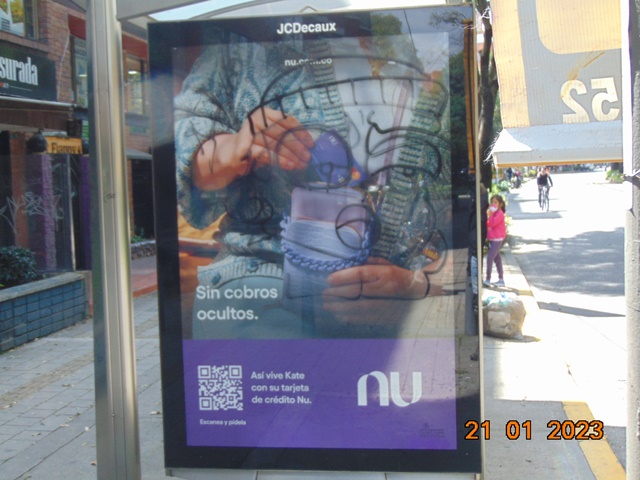 JCDecaux
nu.com.co
surada
Sin cobros
ocultos.
Así vive Kate
con su tarjeta
de crédito Nu.
nu
Escanea y pídela
52
21 01 2023